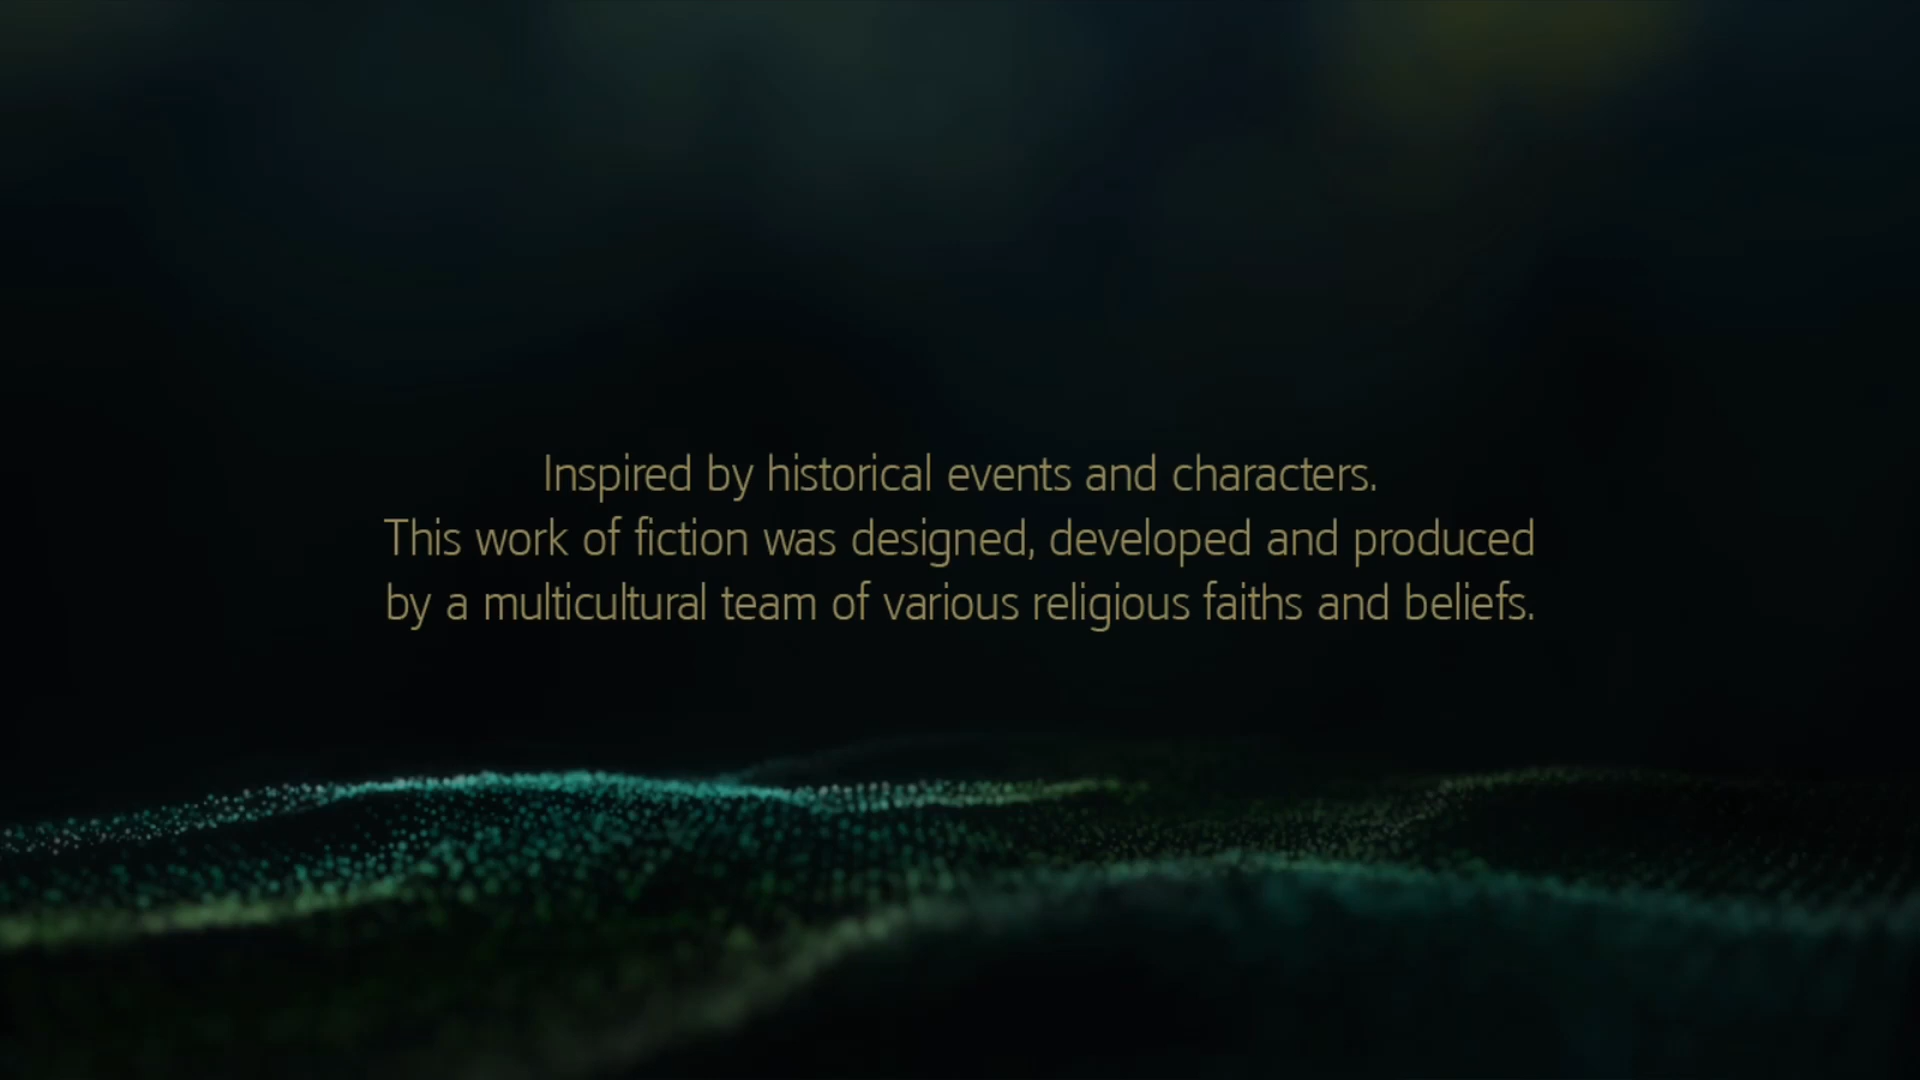 Inspired by historical events and characters.
This work of fiction was designed, developed and produced
by a multicultural team of various religious faiths and beliefs.